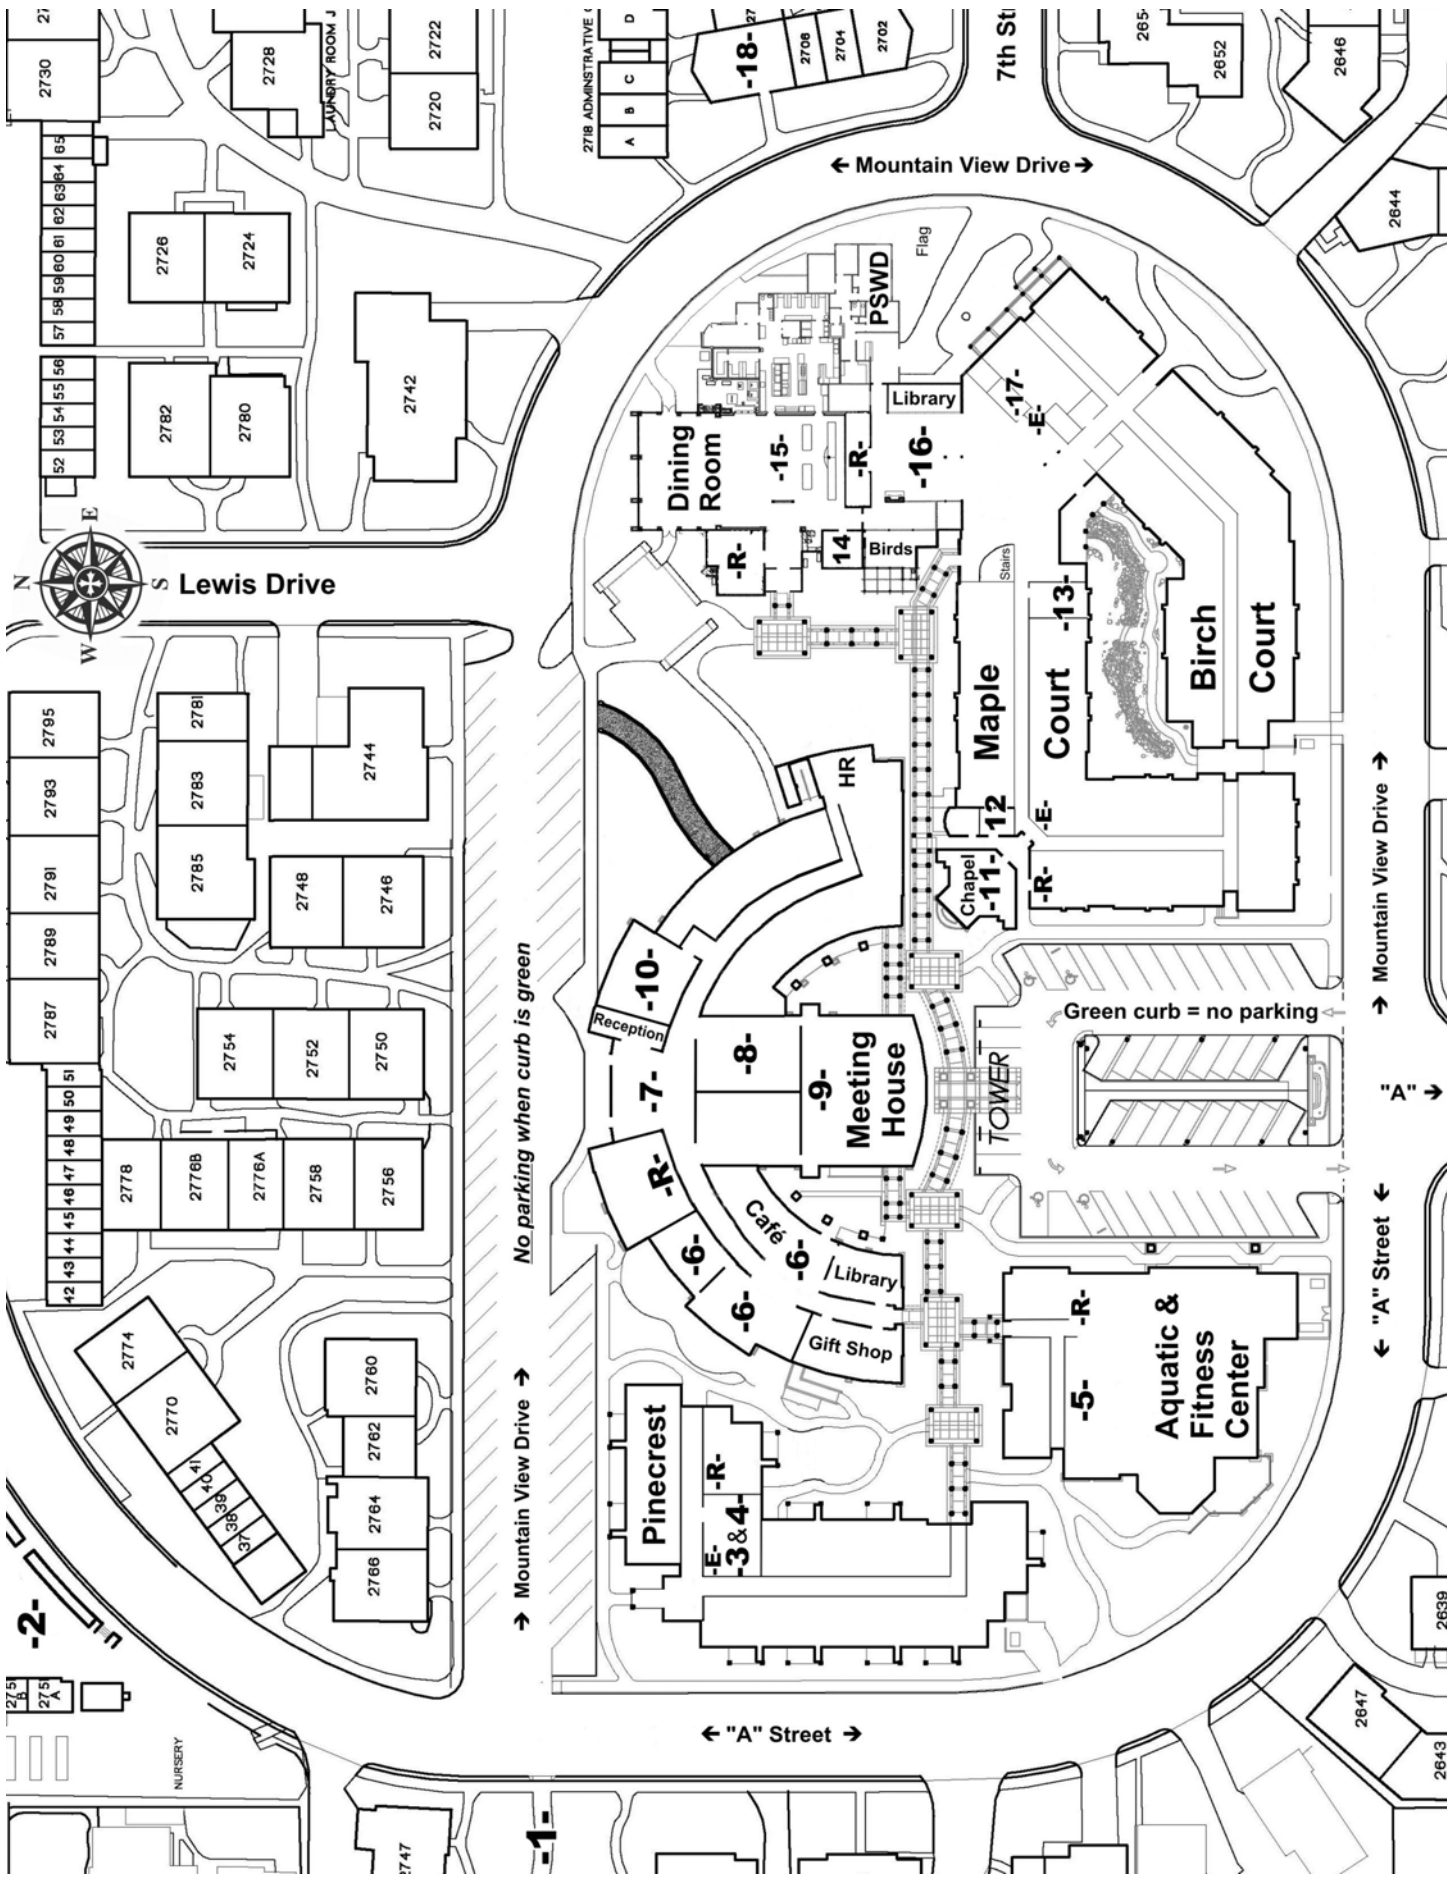 2730
2728
LAUNDRY ROOM J
2722
2720
2718 ADMINISTRATIVE
D
C
B
A
-18-
2706
2704
2702
7th St
2652
2646
2644
← Mountain View Drive →
65
64
63
62
61
60
59
58
57
56
55
54
53
52
2726
2724
2782
2780
2742
N
E
S
W
Lewis Drive
Flag
PSWD
Library
Dining
Room
-15-
-R-
-16-
-17-
-E-
-R-
14
Birds
Stairs
-13-
Maple
Court
Birch
Court
12
-E-
Chapel
-11-
-R-
HR
2795
2793
2791
2789
2787
2781
2783
2785
2744
2748
2746
2754
2752
2750
51
50
49
48
47
46
45
44
43
42
2778
2776B
2776A
2758
2756
No parking when curb is green
-10-
Reception
-7-
-8-
-9-
Meeting
House
TOWER
Green curb = no parking
→ Mountain View Drive →
"A" →
← "A" Street ←
-R-
-6-
-6-
Café
-6-
Library
Gift Shop
-R-
-5-
Aquatic &
Fitness
Center
Pinecrest
-R-
-E-
3 & 4-
→ Mountain View Drive →
2774
2770
41
40
39
38
37
2760
2762
2764
2766
-2-
275
B
275
A
NURSERY
← "A" Street →
-1-
2747
2639
2647
2643